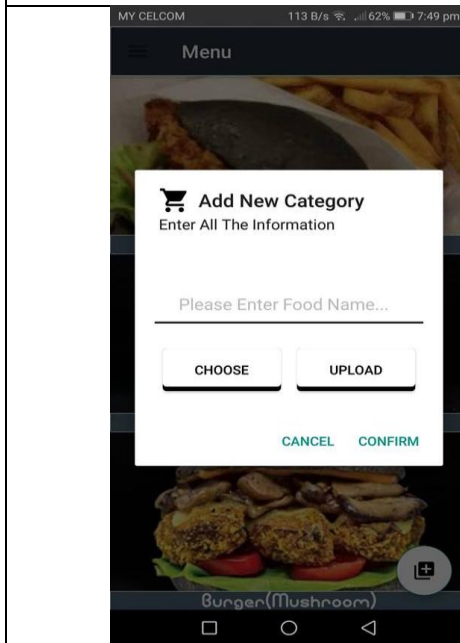 MY CELCOM 113 B/s 62% 7:49 pm
Menu
Add New Category
Enter All The Information
Please Enter Food Name...
CHOOSE UPLOAD
CANCEL CONFIRM
Burger(Mushroom)